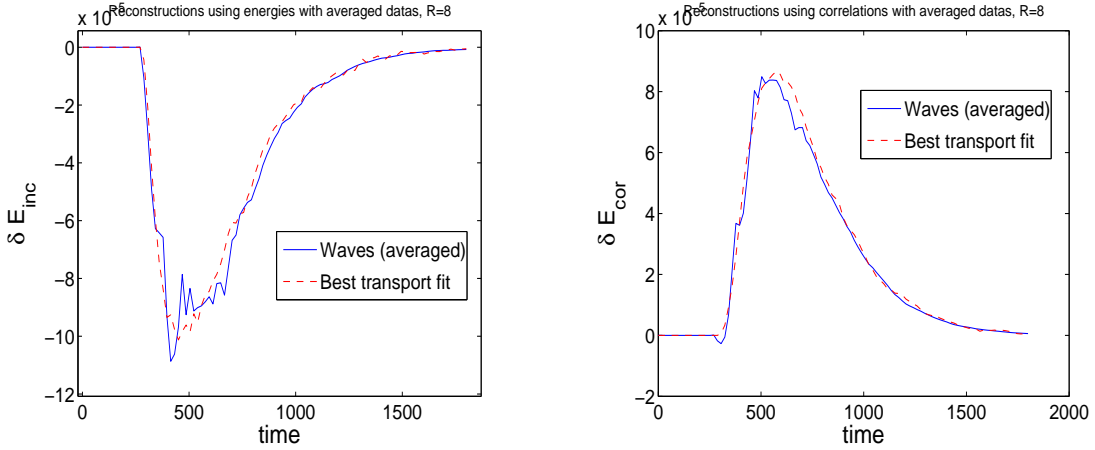 Reconstructions using energies with averaged datas, R=8
x 10^-5
0
−2
−4
−6
−8
−10
−12
0
500
1000
1500
time
δ E_inc
Waves (averaged)
Best transport fit
Reconstructions using correlations with averaged datas, R=8
x 10^-5
10
8
6
4
2
0
−2
0
500
1000
1500
2000
time
δ E_cor
Waves (averaged)
Best transport fit